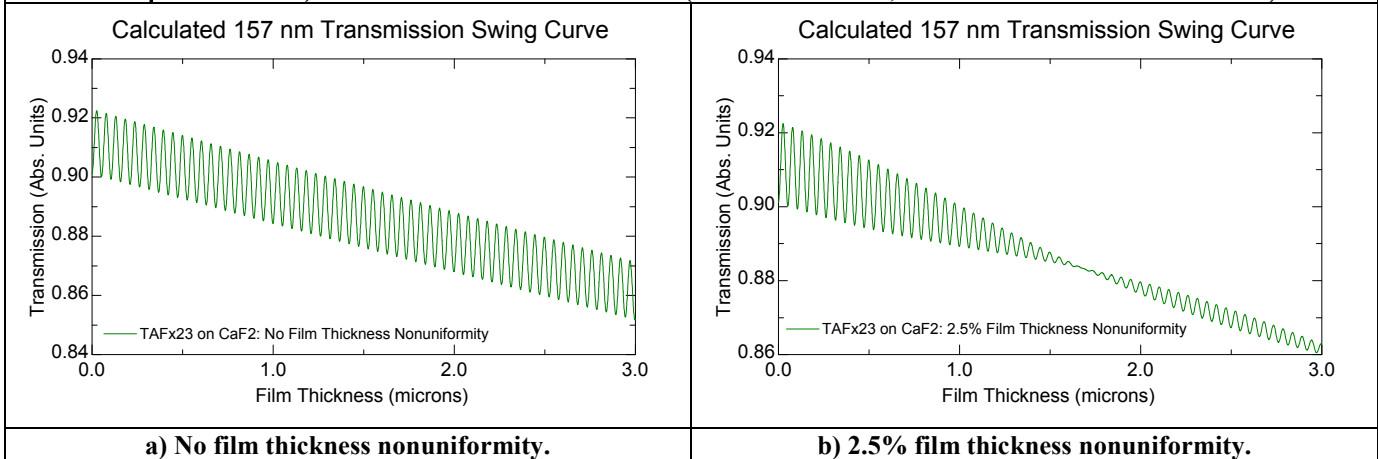 Calculated 157 nm Transmission Swing Curve
0.94
0.92
0.90
0.88
0.86
0.84
Transmission (Abs. Units)
TAFx23 on CaF2: No Film Thickness Nonuniformity
0.0
1.0
2.0
3.0
Film Thickness (microns)
a) No film thickness nonuniformity.
Calculated 157 nm Transmission Swing Curve
0.94
0.92
0.90
0.88
0.86
Transmission (Abs. Units)
TAFx23 on CaF2: 2.5% Film Thickness Nonuniformity
0.0
1.0
2.0
3.0
Film Thickness (microns)
b) 2.5% film thickness nonuniformity.